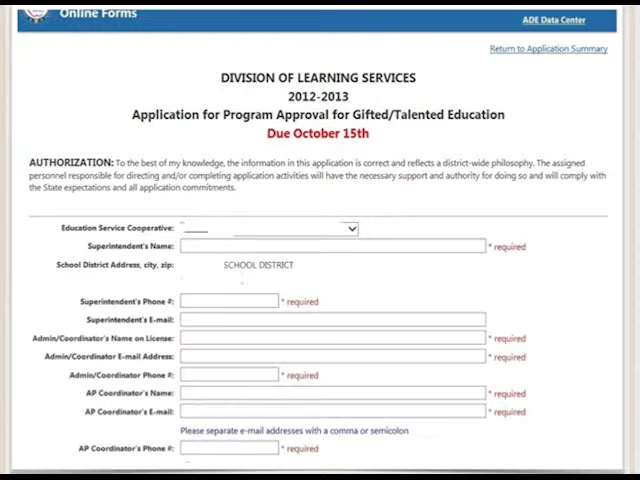 Online Forms
ADE Data Center
Return to Application Summary
DIVISION OF LEARNING SERVICES
2012-2013
Application for Program Approval for Gifted/Talented Education
Due October 15th
AUTHORIZATION: To the best of my knowledge, the information in this application is correct and reflects a district-wide philosophy. The assigned
personnel responsible for directing and/or completing application activities will have the necessary support and authority for doing so and will comply with
the State expectations and all application commitments.
Education Service Cooperative:
Superintendent's Name: * required
School District Address, city, zip: SCHOOL DISTRICT
Superintendent's Phone #: * required
Superintendent's E-mail:
Admin/Coordinator's Name on License: * required
Admin/Coordinator E-mail Address: * required
Admin/Coordinator Phone #: * required
AP Coordinator's Name: * required
AP Coordinator's E-mail: * required
Please separate e-mail addresses with a comma or semicolon
AP Coordinator's Phone #: * required